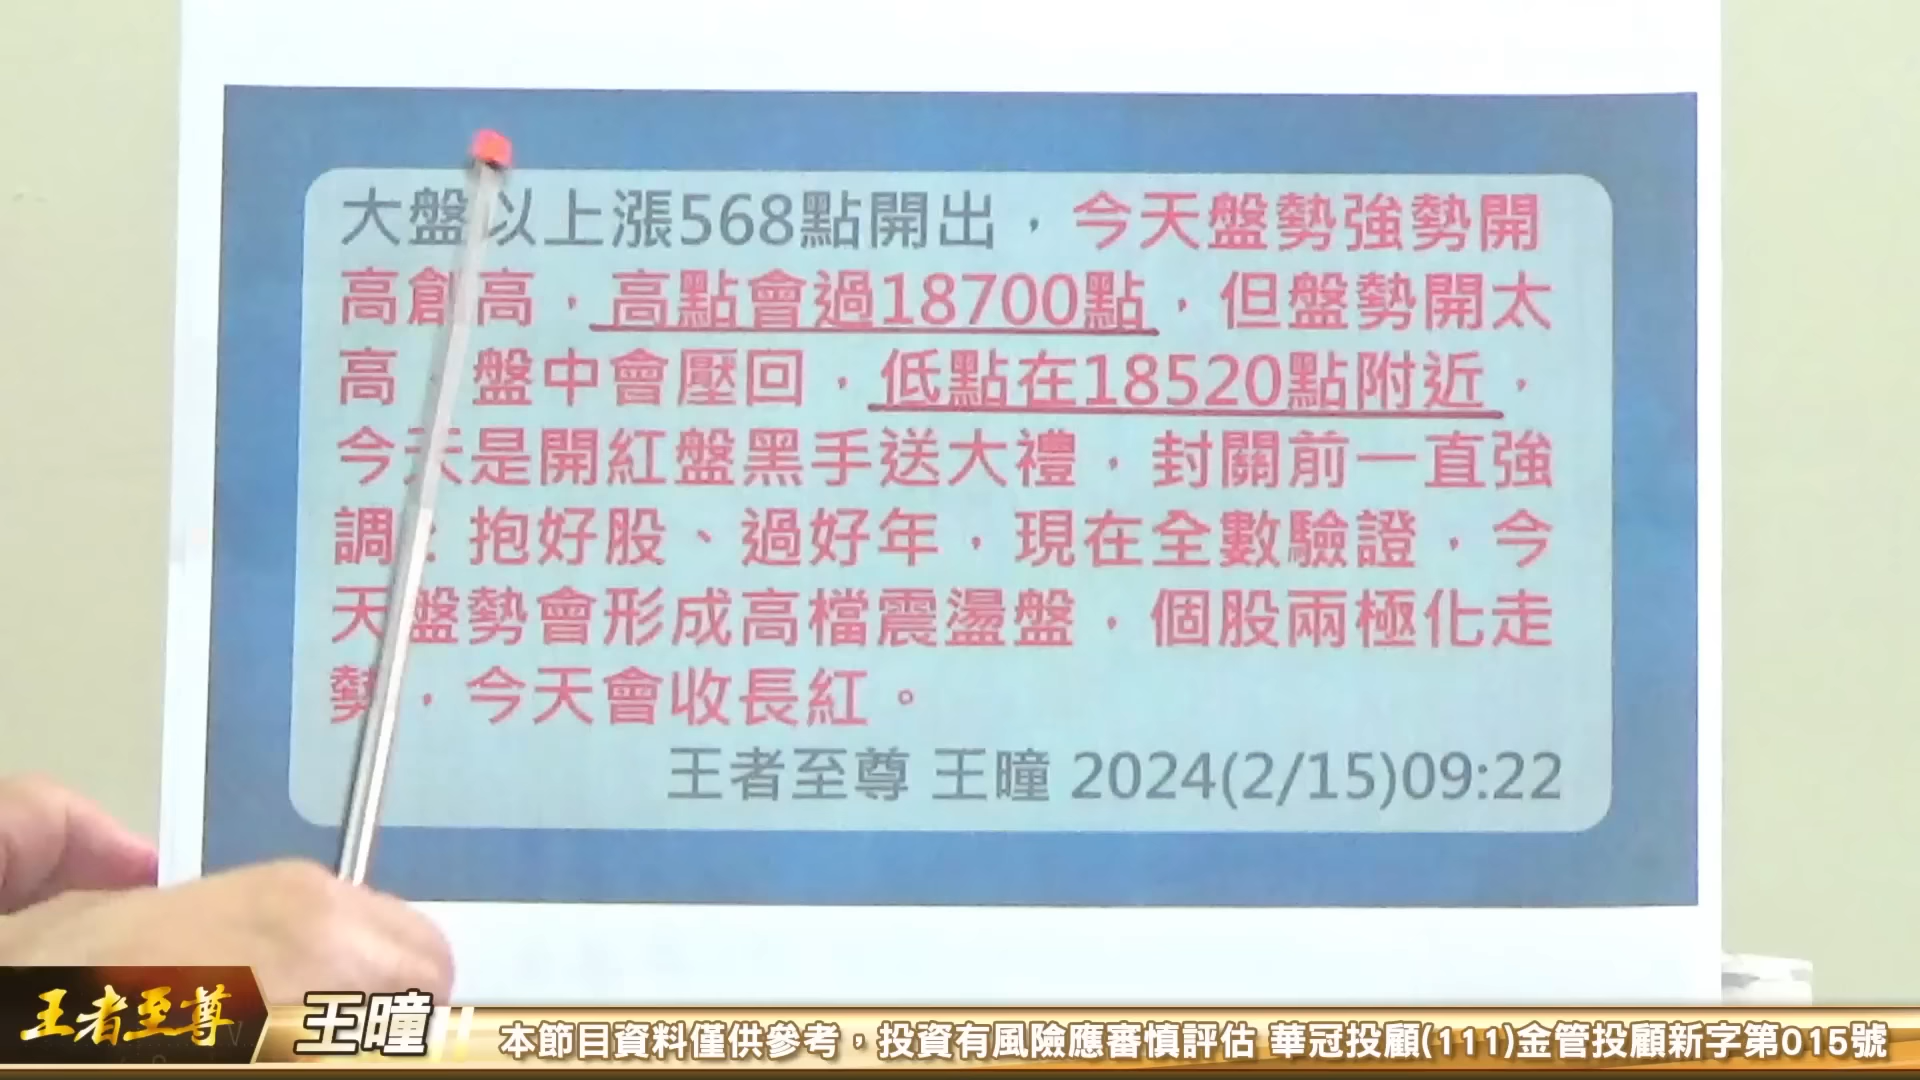 大盤以上漲568點開出，今天盤勢強勢開
高創高，高點會過18700點，但盤勢開太
高 盤中會壓回，低點在18520點附近，
今天是開紅盤黑手送大禮，封關前一直強
調：抱好股、過好年，現在全數驗證，今
天盤勢會形成高檔震盪盤，個股兩極化走
勢，今天會收長紅。
王者至尊 王曈 2024(2/15)09:22
王者至尊 王曈 本節目資料僅供參考，投資有風險應審慎評估 華冠投顧(111)金管投顧新字第015號